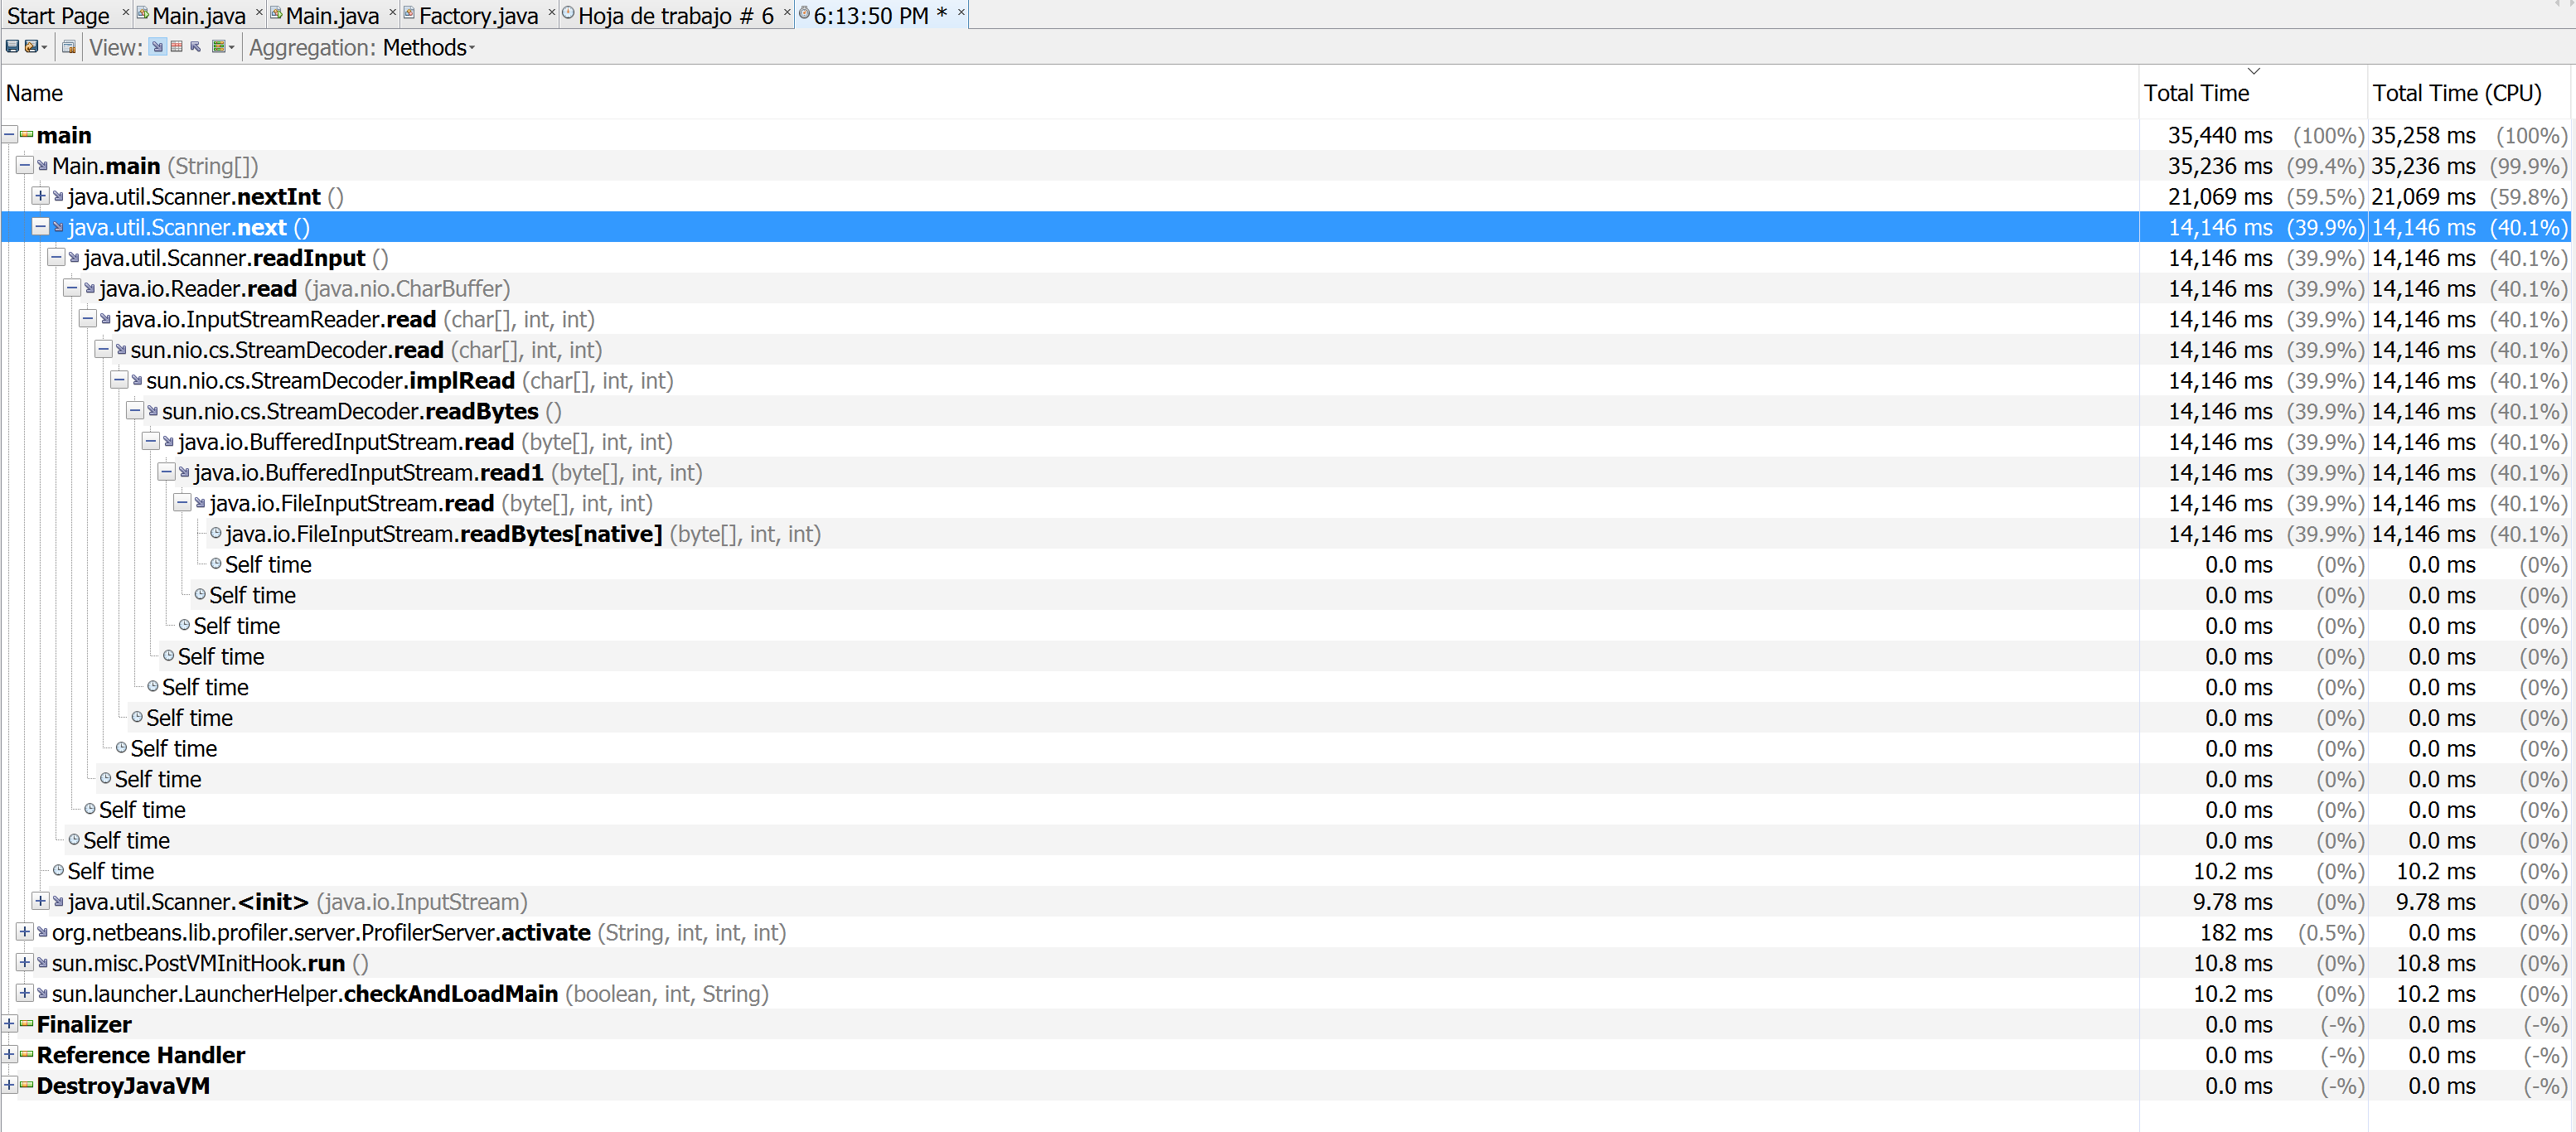 Start Page Main.java Main.java Factory.java Hoja de trabajo # 6 6:13:50 PM *
View: Aggregation: Methods
Name Total Time Total Time (CPU)
main 35,440 ms (100%) 35,258 ms (100%)
Main.main (String[]) 35,236 ms (99.4%) 35,236 ms (99.9%)
java.util.Scanner.nextInt () 21,069 ms (59.5%) 21,069 ms (59.8%)
java.util.Scanner.next () 14,146 ms (39.9%) 14,146 ms (40.1%)
java.util.Scanner.readInput () 14,146 ms (39.9%) 14,146 ms (40.1%)
java.io.Reader.read (java.nio.CharBuffer) 14,146 ms (39.9%) 14,146 ms (40.1%)
java.io.InputStreamReader.read (char[], int, int) 14,146 ms (39.9%) 14,146 ms (40.1%)
sun.nio.cs.StreamDecoder.read (char[], int, int) 14,146 ms (39.9%) 14,146 ms (40.1%)
sun.nio.cs.StreamDecoder.implRead (char[], int, int) 14,146 ms (39.9%) 14,146 ms (40.1%)
sun.nio.cs.StreamDecoder.readBytes () 14,146 ms (39.9%) 14,146 ms (40.1%)
java.io.BufferedInputStream.read (byte[], int, int) 14,146 ms (39.9%) 14,146 ms (40.1%)
java.io.BufferedInputStream.read1 (byte[], int, int) 14,146 ms (39.9%) 14,146 ms (40.1%)
java.io.FileInputStream.read (byte[], int, int) 14,146 ms (39.9%) 14,146 ms (40.1%)
java.io.FileInputStream.readBytes[native] (byte[], int, int) 14,146 ms (39.9%) 14,146 ms (40.1%)
Self time 0.0 ms (0%) 0.0 ms (0%)
Self time 0.0 ms (0%) 0.0 ms (0%)
Self time 0.0 ms (0%) 0.0 ms (0%)
Self time 0.0 ms (0%) 0.0 ms (0%)
Self time 0.0 ms (0%) 0.0 ms (0%)
Self time 0.0 ms (0%) 0.0 ms (0%)
Self time 0.0 ms (0%) 0.0 ms (0%)
Self time 0.0 ms (0%) 0.0 ms (0%)
Self time 0.0 ms (0%) 0.0 ms (0%)
Self time 0.0 ms (0%) 0.0 ms (0%)
Self time 10.2 ms (0%) 10.2 ms (0%)
java.util.Scanner.<init> (java.io.InputStream) 9.78 ms (0%) 9.78 ms (0%)
org.netbeans.lib.profiler.server.ProfilerServer.activate (String, int, int, int) 182 ms (0.5%) 0.0 ms (0%)
sun.misc.PostVMInitHook.run () 10.8 ms (0%) 10.8 ms (0%)
sun.launcher.LauncherHelper.checkAndLoadMain (boolean, int, String) 10.2 ms (0%) 10.2 ms (0%)
Finalizer 0.0 ms (-%) 0.0 ms (-%)
Reference Handler 0.0 ms (-%) 0.0 ms (-%)
DestroyJavaVM 0.0 ms (-%) 0.0 ms (-%)